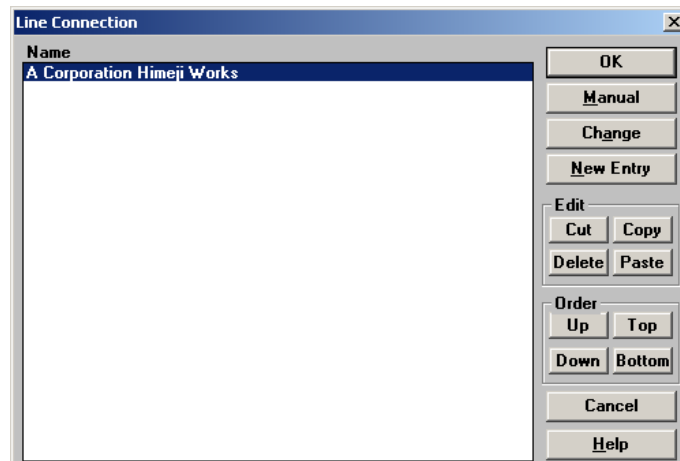 Line Connection
Name
A Corporation Himeji Works
OK
Manual
Change
New Entry
Edit
Cut Copy
Delete Paste
Order
Up Top
Down Bottom
Cancel
Help